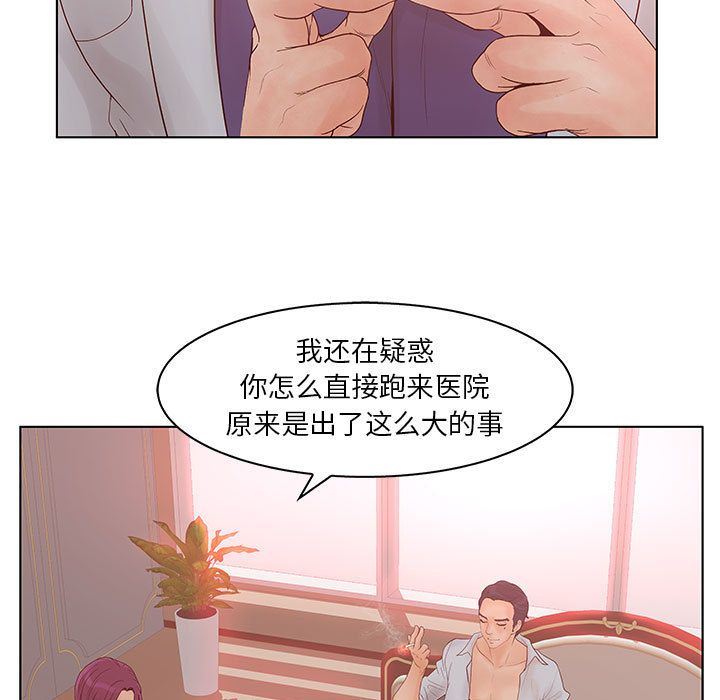 我还在疑惑
你怎么直接跑来医院
原来是出了这么大的事